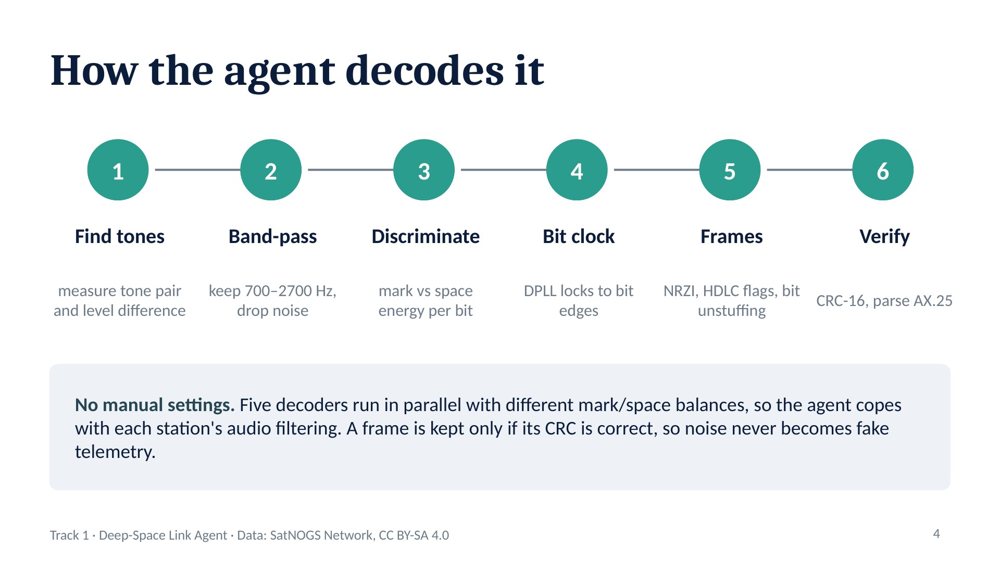 How the agent decodes it
1
2
3
4
5
6
Find tones
Band-pass
Discriminate
Bit clock
Frames
Verify
measure tone pair
and level difference
keep 700–2700 Hz,
drop noise
mark vs space
energy per bit
DPLL locks to bit
edges
NRZI, HDLC flags, bit
unstuffing
CRC-16, parse AX.25
No manual settings. Five decoders run in parallel with different mark/space balances, so the agent copes
with each station's audio filtering. A frame is kept only if its CRC is correct, so noise never becomes fake
telemetry.
Track 1 · Deep-Space Link Agent · Data: SatNOGS Network, CC BY-SA 4.0
4